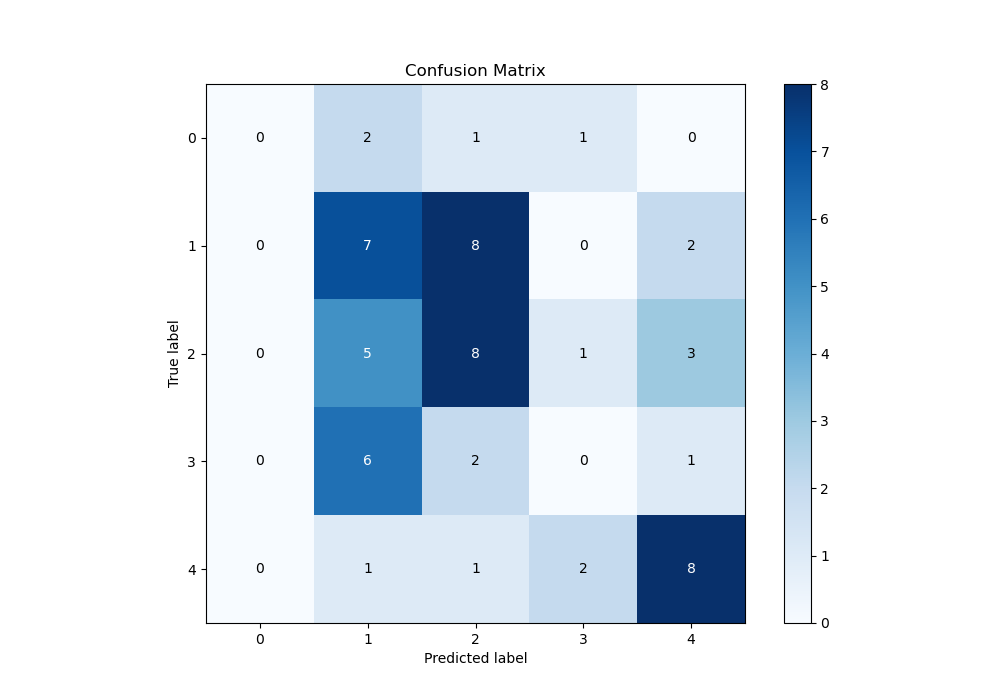 Confusion Matrix
0 0 2 1 1 0
1 0 7 8 0 2
2 0 5 8 1 3
3 0 6 2 0 1
4 0 1 1 2 8
0 1 2 3 4
Predicted label
True label
8
7
6
5
4
3
2
1
0